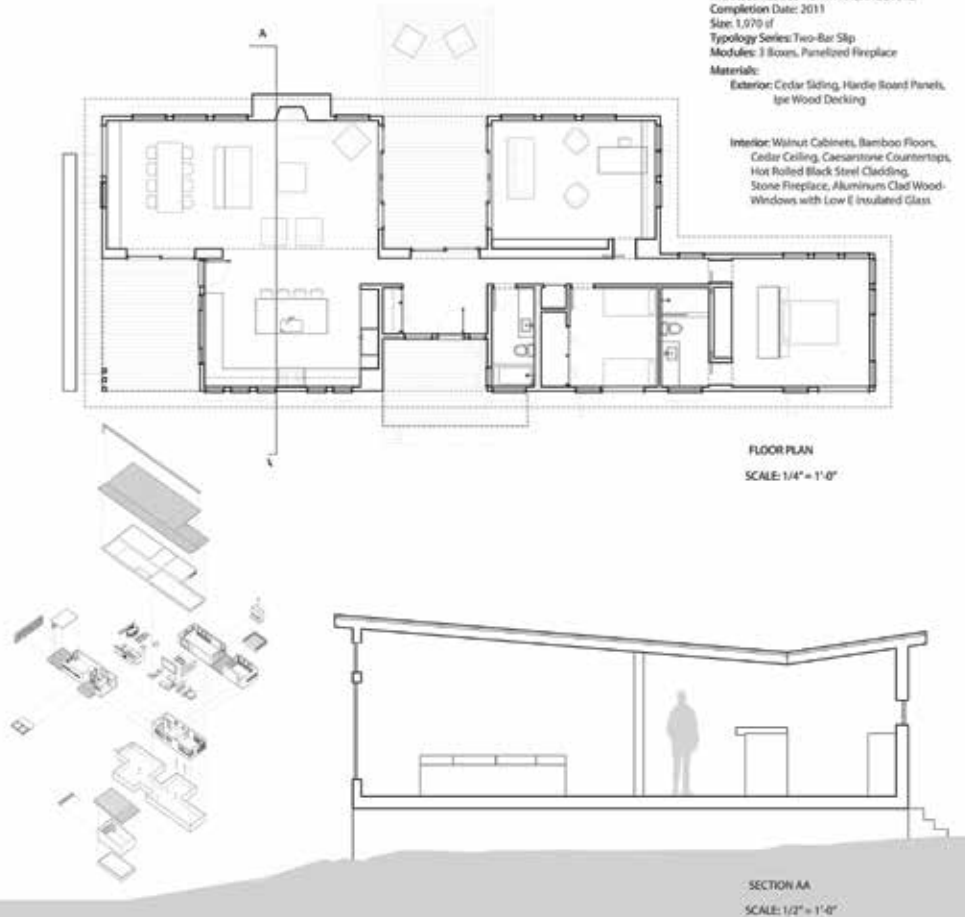 Completion Date: 2011
Size: 1,970 sf
Typology Series: Two-Bar Slip
Modules: 3 Boxes, Panelized Fireplace
Materials:
Exterior: Cedar Siding, Hardie Board Panels,
Ipe Wood Decking
Interior: Walnut Cabinets, Bamboo Floors,
Cedar Ceiling, Caesarstone Countertops,
Hot Rolled Black Steel Cladding,
Stone Fireplace, Aluminum Clad Wood-
Windows with Low E Insulated Glass
A
FLOOR PLAN
SCALE: 1/4" = 1'-0"
SECTION AA
SCALE: 1/2" = 1'-0"